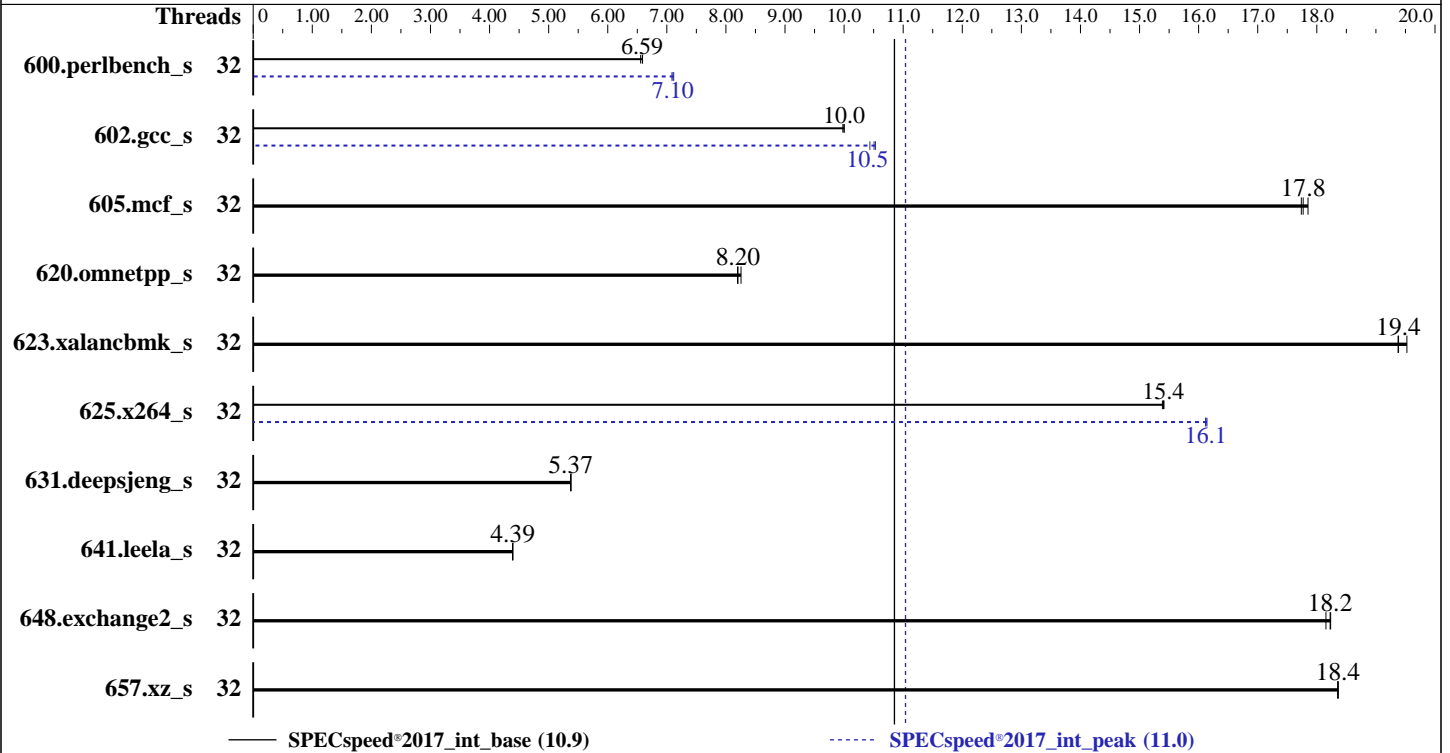 Threads 0 1.00 2.00 3.00 4.00 5.00 6.00 7.00 8.00 9.00 10.0 11.0 12.0 13.0 14.0 15.0 16.0 17.0 18.0 20.0
6.59
600.perlbench_s 32
7.10
10.0
602.gcc_s 32
10.5
17.8
605.mcf_s 32
8.20
620.omnetpp_s 32
19.4
623.xalancbmk_s 32
15.4
625.x264_s 32
16.1
5.37
631.deepsjeng_s 32
4.39
641.leela_s 32
18.2
648.exchange2_s 32
18.4
657.xz_s 32
SPECspeed®2017_int_base (10.9) SPECspeed®2017_int_peak (11.0)